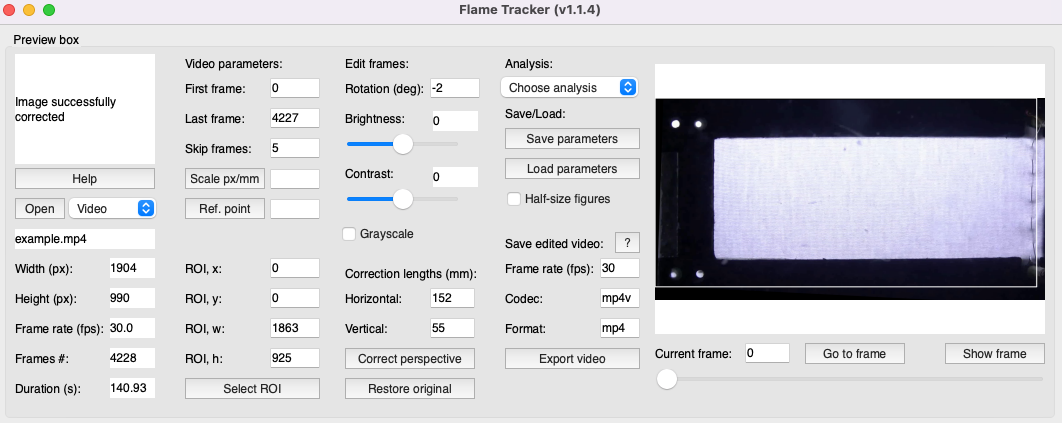 Flame Tracker (v1.1.4)
Preview box
Image successfully
corrected
Help
Open Video
example.mp4
Width (px): 1904
Height (px): 990
Frame rate (fps): 30.0
Frames #: 4228
Duration (s): 140.93
Video parameters:
First frame: 0
Last frame: 4227
Skip frames: 5
Scale px/mm
Ref. point
ROI, x: 0
ROI, y: 0
ROI, w: 1863
ROI, h: 925
Select ROI
Edit frames:
Rotation (deg): -2
Brightness: 0
Contrast: 0
Grayscale
Correction lengths (mm):
Horizontal: 152
Vertical: 55
Correct perspective
Restore original
Analysis:
Choose analysis
Save/Load:
Save parameters
Load parameters
Half-size figures
Save edited video: ?
Frame rate (fps): 30
Codec: mp4v
Format: mp4
Export video
Current frame: 0 Go to frame Show frame